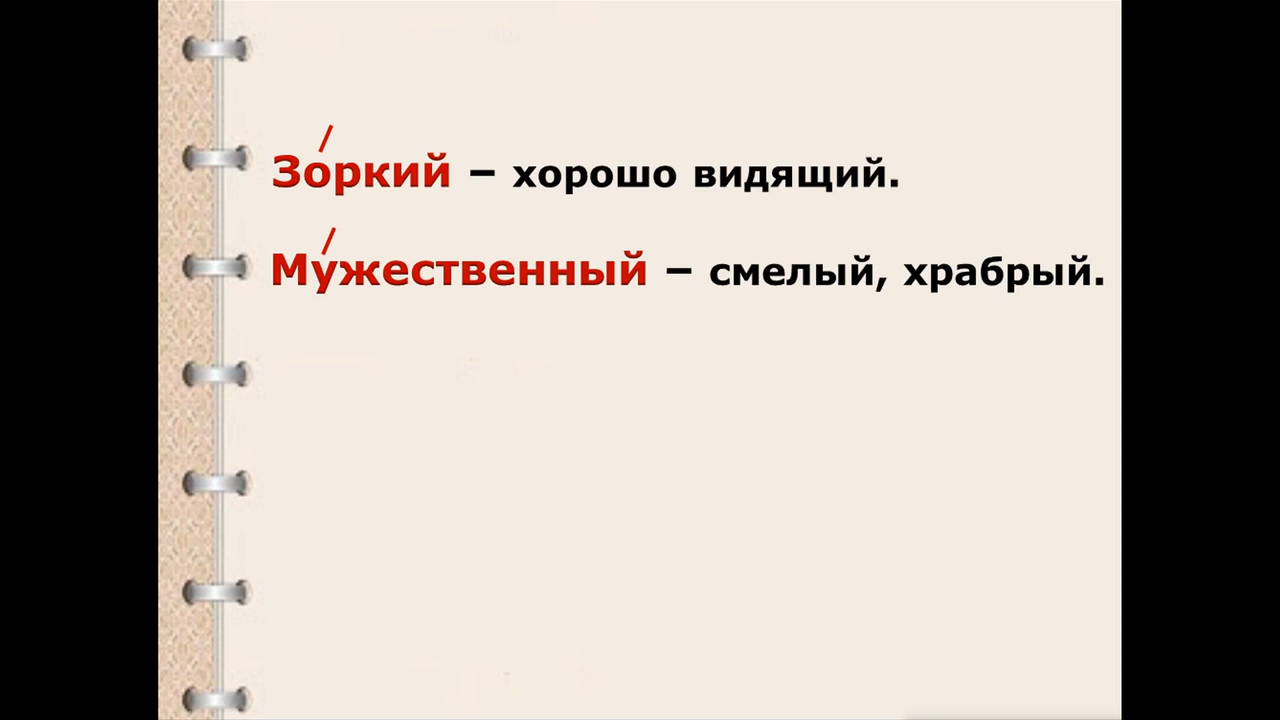 Зоркий – хорошо видящий.
Мужественный – смелый, храбрый.